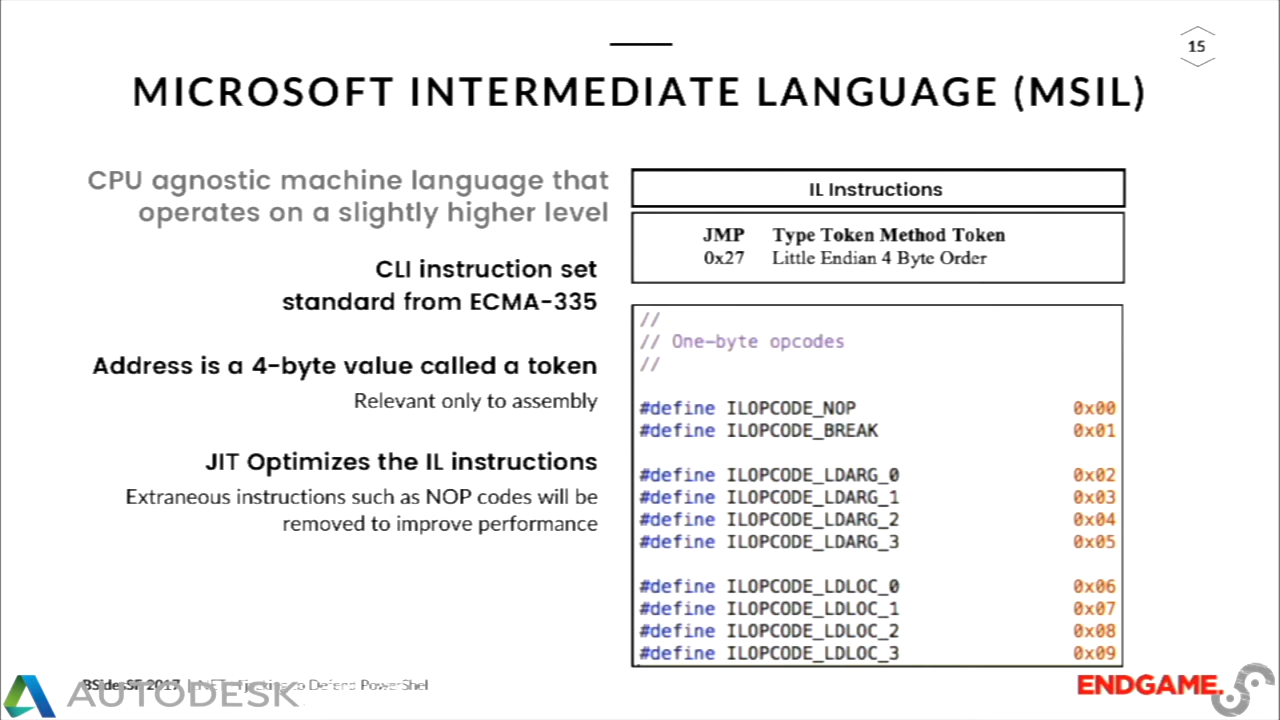 15
MICROSOFT INTERMEDIATE LANGUAGE (MSIL)
CPU agnostic machine language that
operates on a slightly higher level
CLI instruction set
standard from ECMA-335
Address is a 4-byte value called a token
Relevant only to assembly
JIT Optimizes the IL instructions
Extraneous instructions such as NOP codes will be
removed to improve performance
IL Instructions
JMP Type Token Method Token
0x27 Little Endian 4 Byte Order
//
// One-byte opcodes
//
#define ILOPCODE_NOP 0x00
#define ILOPCODE_BREAK 0x01
#define ILOPCODE_LDARG_0 0x02
#define ILOPCODE_LDARG_1 0x03
#define ILOPCODE_LDARG_2 0x04
#define ILOPCODE_LDARG_3 0x05
#define ILOPCODE_LDLOC_0 0x06
#define ILOPCODE_LDLOC_1 0x07
#define ILOPCODE_LDLOC_2 0x08
#define ILOPCODE_LDLOC_3 0x09
BSidesSF 2017 | to Defend PowerShell
AUTODESK
ENDGAME.